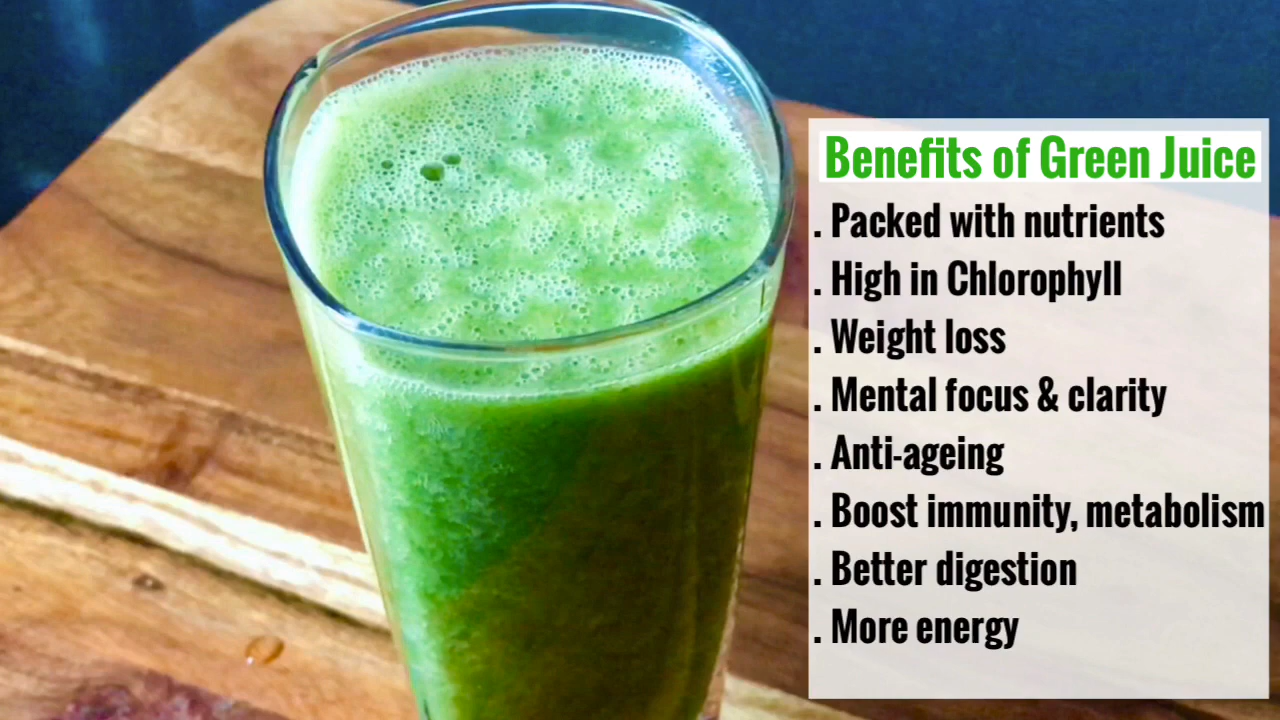 Benefits of Green Juice
. Packed with nutrients
. High in Chlorophyll
. Weight loss
. Mental focus & clarity
. Anti-ageing
. Boost immunity, metabolism
. Better digestion
. More energy